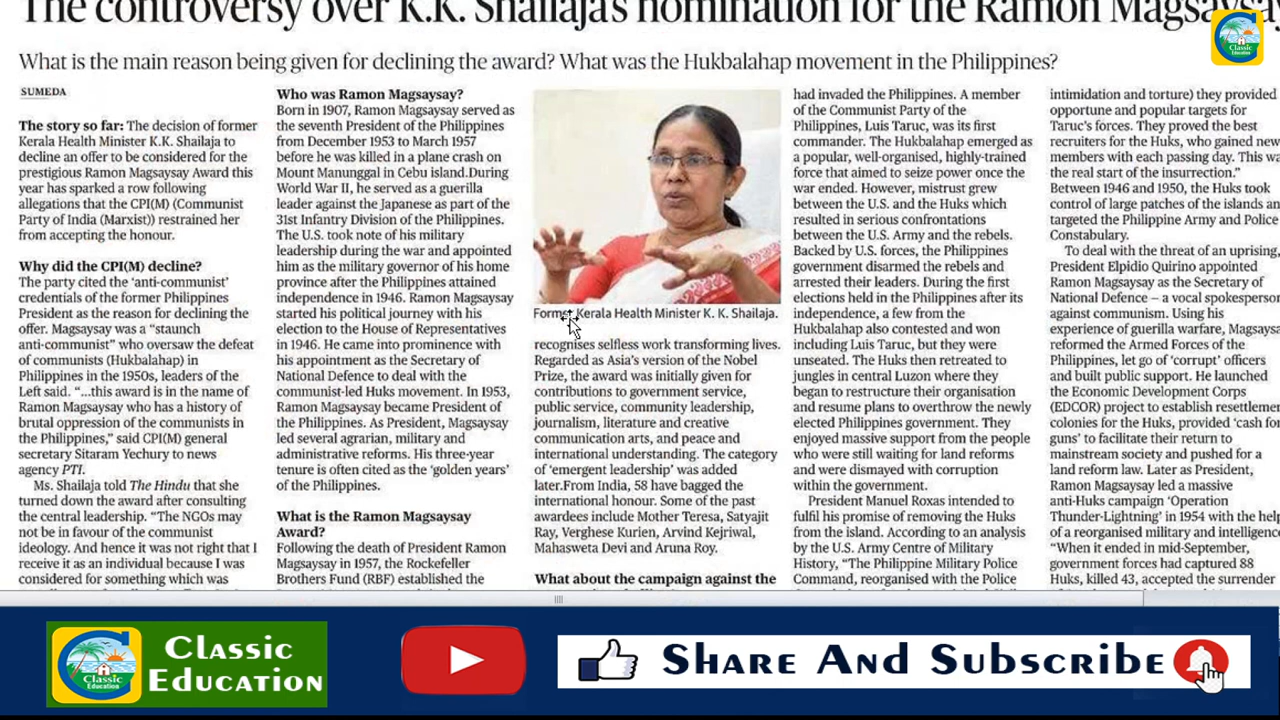 The controversy over K.K. Shailaja's nomination for the Ramon Magsaysay
Classic
Education
What is the main reason being given for declining the award? What was the Hukbalahap movement in the Philippines?
SUMEDA
The story so far: The decision of former
Kerala Health Minister K.K. Shailaja to
decline an offer to be considered for the
prestigious Ramon Magsaysay Award this
year has sparked a row following
allegations that the CPI(M) (Communist
Party of India (Marxist)) restrained her
from accepting the honour.
Why did the CPI(M) decline?
The party cited the 'anti-communist'
credentials of the former Philippines
President as the reason for declining the
offer. Magsaysay was a "staunch
anti-communist" who oversaw the defeat
of communists (Hukbalahap) in
Philippines in the 1950s, leaders of the
Left said. "...this award is in the name of
Ramon Magsaysay who has a history of
brutal oppression of the communists in
the Philippines," said CPI(M) general
secretary Sitaram Yechury to news
agency PTI.
Ms. Shailaja told The Hindu that she
turned down the award after consulting
the central leadership. "The NGOs may
not be in favour of the communist
ideology. And hence it was not right that I
receive it as an individual because I was
considered for something which was
Who was Ramon Magsaysay?
Born in 1907, Ramon Magsaysay served as
the seventh President of the Philippines
from December 1953 to March 1957
before he was killed in a plane crash on
Mount Manunggal in Cebu island.During
World War II, he served as a guerilla
leader against the Japanese as part of the
31st Infantry Division of the Philippines.
The U.S. took note of his military
leadership during the war and appointed
him as the military governor of his home
province after the Philippines attained
independence in 1946. Ramon Magsaysay
started his political journey with his
election to the House of Representatives
in 1946. He came into prominence with
his appointment as the Secretary of
National Defence to deal with the
communist-led Huks movement. In 1953,
Ramon Magsaysay became President of
the Philippines. As President, Magsaysay
led several agrarian, military and
administrative reforms. His three-year
tenure is often cited as the 'golden years'
of the Philippines.
What is the Ramon Magsaysay
Award?
Following the death of President Ramon
Magsaysay in 1957, the Rockefeller
Brothers Fund (RBF) established the
Former Kerala Health Minister K. K. Shailaja.
recognises selfless work transforming lives.
Regarded as Asia's version of the Nobel
Prize, the award was initially given for
contributions to government service,
public service, community leadership,
journalism, literature and creative
communication arts, and peace and
international understanding. The category
of 'emergent leadership' was added
later.From India, 58 have bagged the
international honour. Some of the past
awardees include Mother Teresa, Satyajit
Ray, Verghese Kurien, Arvind Kejriwal,
Mahasweta Devi and Aruna Roy.
What about the campaign against the
had invaded the Philippines. A member
of the Communist Party of the
Philippines, Luis Taruc, was its first
commander. The Hukbalahap emerged as
a popular, well-organised, highly-trained
force that aimed to seize power once the
war ended. However, mistrust grew
between the U.S. and the Huks which
resulted in serious confrontations
between the U.S. Army and the rebels.
Backed by U.S. forces, the Philippines
government disarmed the rebels and
arrested their leaders. During the first
elections held in the Philippines after its
independence, a few from the
Hukbalahap also contested and won
including Luis Taruc, but they were
unseated. The Huks then retreated to
jungles in central Luzon where they
began to restructure their organisation
and resume plans to overthrow the newly
elected Philippines government. They
enjoyed massive support from the people
who were still waiting for land reforms
and were dismayed with corruption
within the government.
President Manuel Roxas intended to
fulfil his promise of removing the Huks
from the island. According to an analysis
by the U.S. Army Centre of Military
History, "The Philippine Military Police
Command, reorganised with the Police
intimidation and torture) they provided
opportune and popular targets for
Taruc's forces. They proved the best
recruiters for the Huks, who gained new
members with each passing day. This wa
the real start of the insurrection."
Between 1946 and 1950, the Huks took
control of large patches of the islands an
targeted the Philippine Army and Police
Constabulary.
To deal with the threat of an uprising,
President Elpidio Quirino appointed
Ramon Magsaysay as the Secretary of
National Defence – a vocal spokesperson
against communism. Using his
experience of guerilla warfare, Magsaysa
reformed the Armed Forces of the
Philippines, let go of 'corrupt' officers
and built public support. He launched
the Economic Development Corps
(EDCOR) project to establish resettlemen
colonies for the Huks, provided 'cash for
guns' to facilitate their return to
mainstream society and pushed for a
land reform law. Later as President,
Ramon Magsaysay led a massive
anti-Huks campaign 'Operation
Thunder-Lightning' in 1954 with the help
of a reorganised military and intelligence
"When it ended in mid-September,
government forces had captured 88
Huks, killed 43, accepted the surrender
Classic
Education
Classic
Education
Share And Subscribe